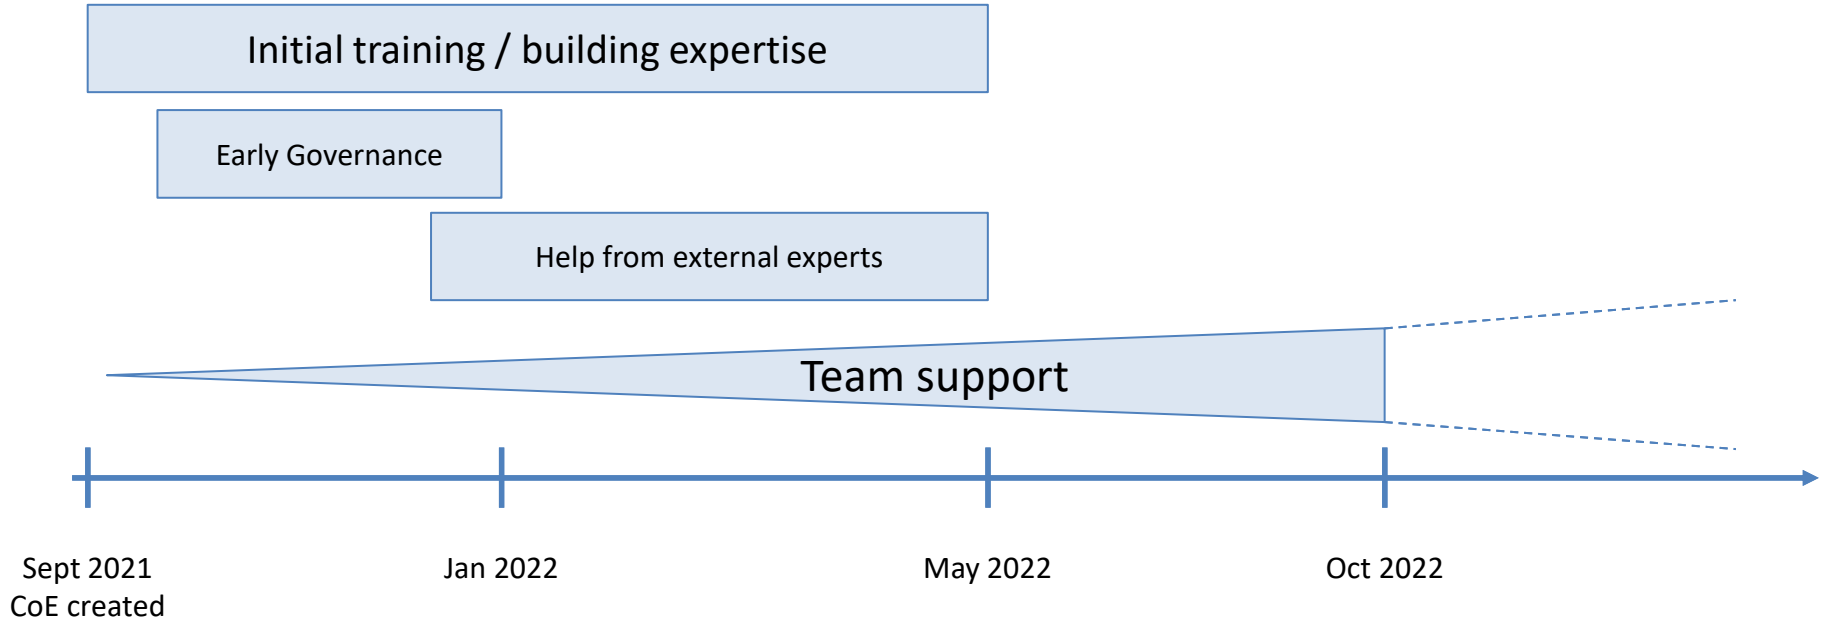 Initial training / building expertise
Early Governance
Help from external experts
Team support
Sept 2021
CoE created
Jan 2022
May 2022
Oct 2022